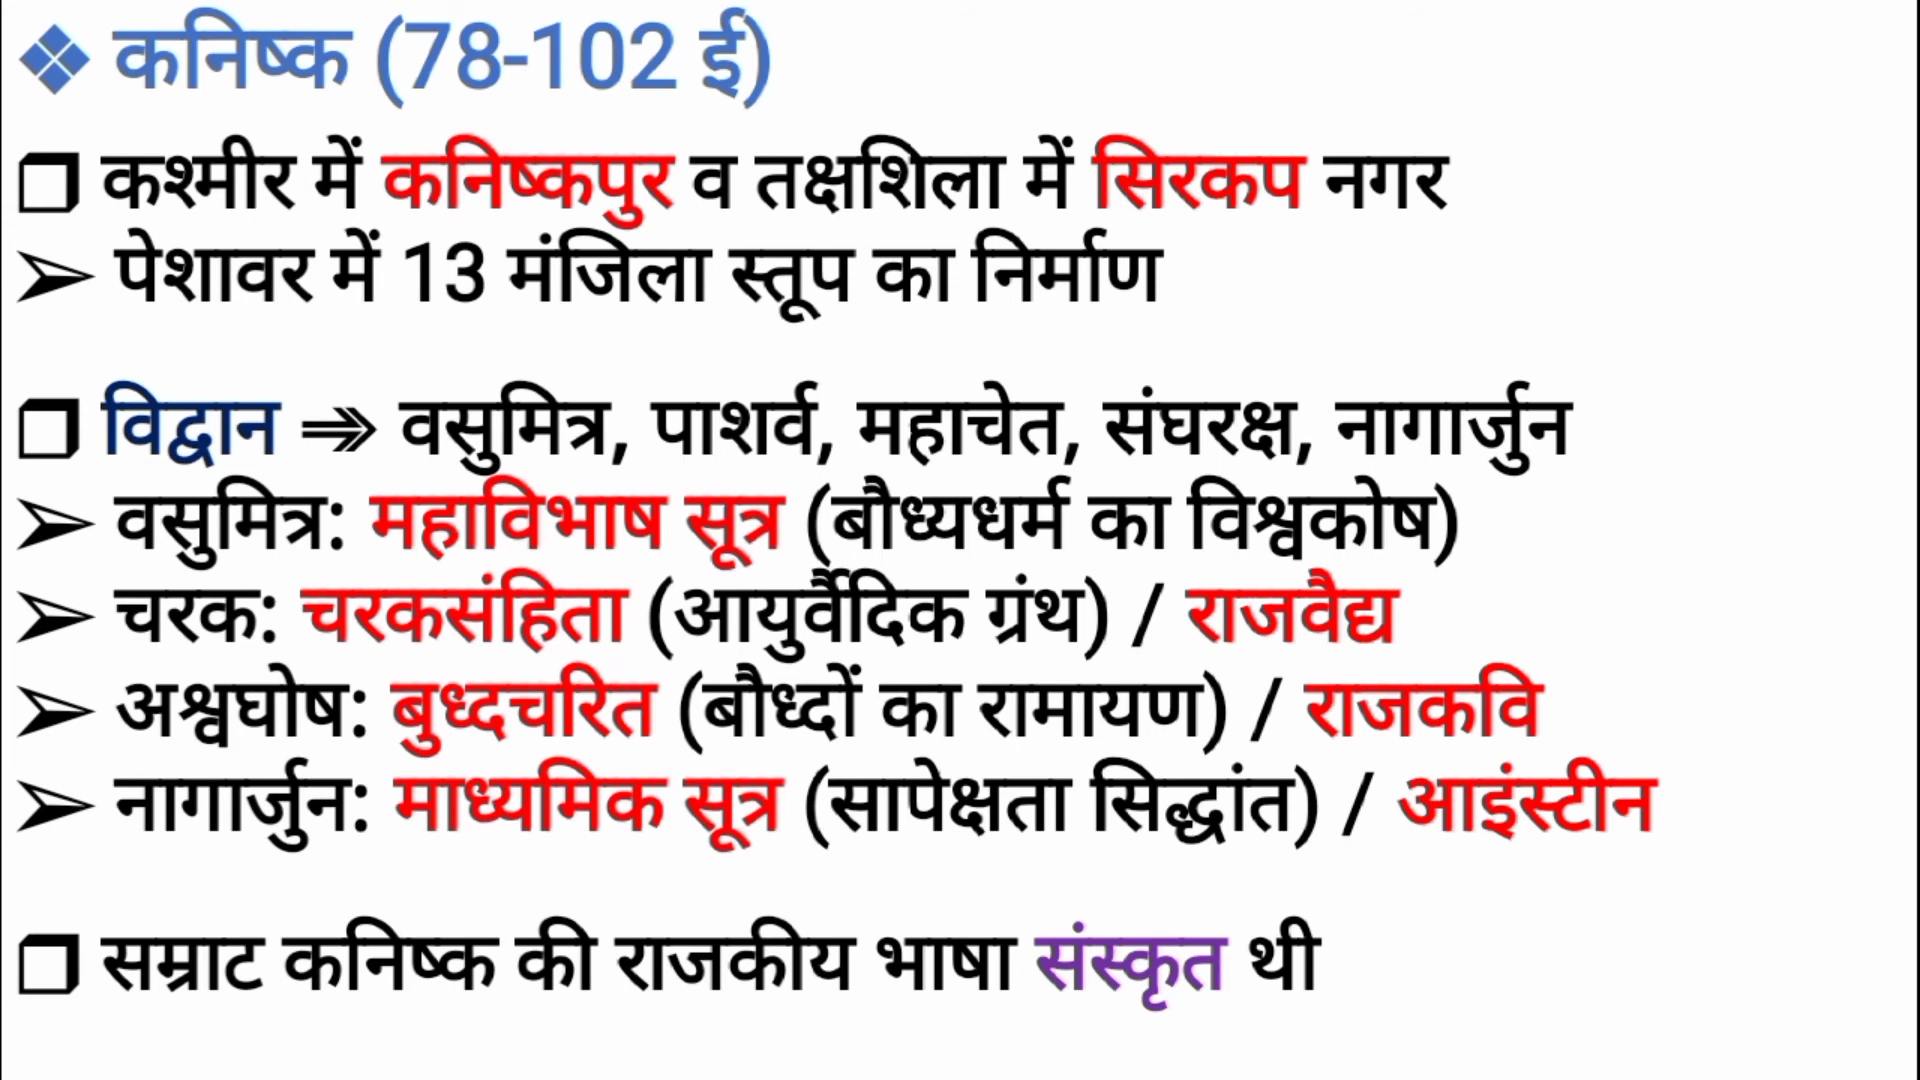 ❖ कनिष्क (78-102 ई)
❒ कश्मीर में कनिष्कपुर व तक्षशिला में सिरकप नगर
➢ पेशावर में 13 मंजिला स्तूप का निर्माण
❒ विद्वान ⇒ वसुमित्र, पाशर्व, महाचेत, संघरक्ष, नागार्जुन
➢ वसुमित्र: महाविभाष सूत्र (बौध्यधर्म का विश्वकोष)
➢ चरक: चरकसंहिता (आयुर्वैदिक ग्रंथ) / राजवैद्य
➢ अश्वघोष: बुध्दचरित (बौध्दों का रामायण) / राजकवि
➢ नागार्जुन: माध्यमिक सूत्र (सापेक्षता सिद्धांत) / आइंस्टीन
❒ सम्राट कनिष्क की राजकीय भाषा संस्कृत थी